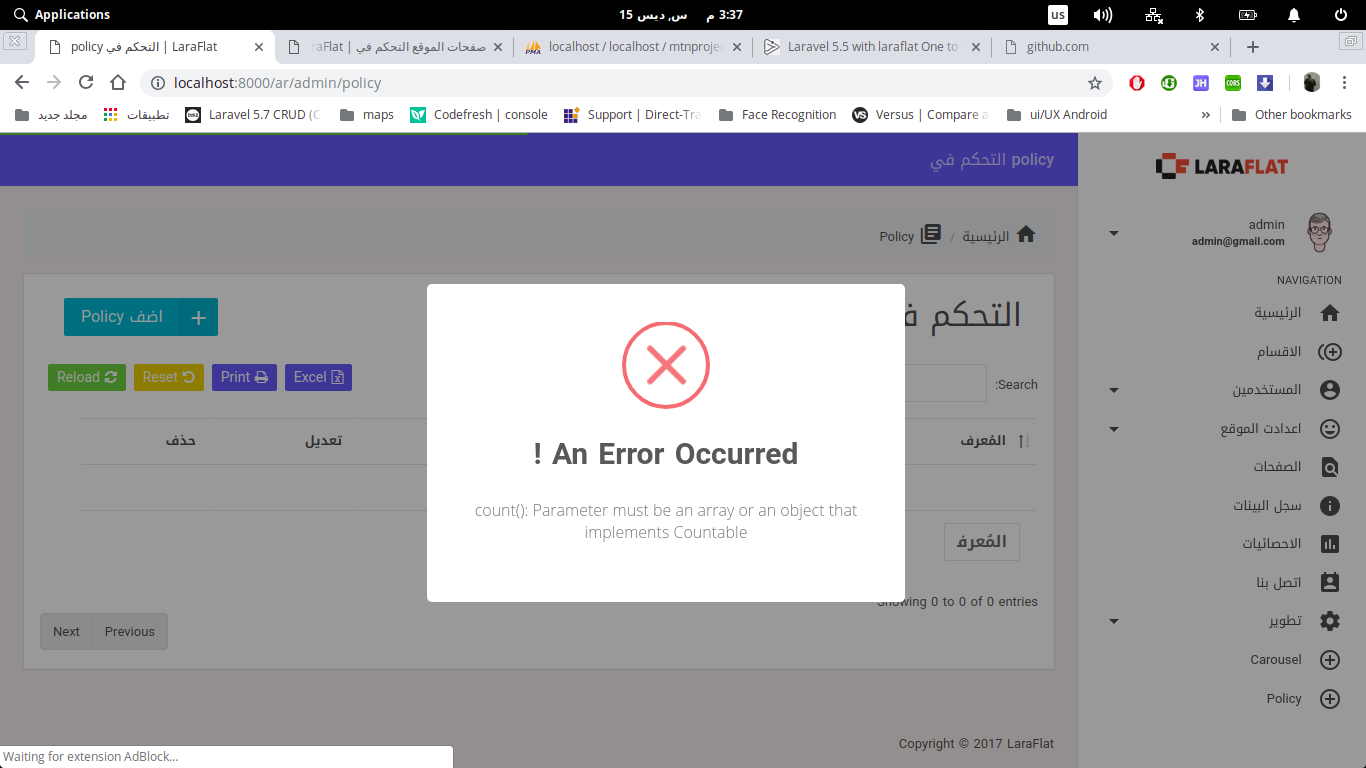 Applications
س, ديس 15 3:37 م
us
policy التحكم في | LaraFlat
صفحات الموقع التحكم في | raFlat
localhost / localhost / mtnproje
Laravel 5.5 with laraflat One to
github.com
localhost:8000/ar/admin/policy
JH
CORS
مجلد جديد
تطبيقات
Laravel 5.7 CRUD (C
maps
Codefresh | console
Support | Direct-Tra
Face Recognition
VS
Versus | Compare a
ui/UX Android
»
Other bookmarks
policy التحكم في
LARAFLAT
الرئيسية / Policy
admin
admin@gmail.com
NAVIGATION
الرئيسية
الاقسام
المستخدمين
اعدادت الموقع
الصفحات
سجل البينات
الاحصائيات
اتصل بنا
تطوير
Carousel
Policy
التحكم ف
اضف Policy
Reload
Reset
Print
Excel
Search:
المُعرف
تعديل
حذف
! An Error Occurred
count(): Parameter must be an array or an object that
implements Countable
المُعرف
Showing 0 to 0 of 0 entries
Next
Previous
Copyright © 2017 LaraFlat
Waiting for extension AdBlock...